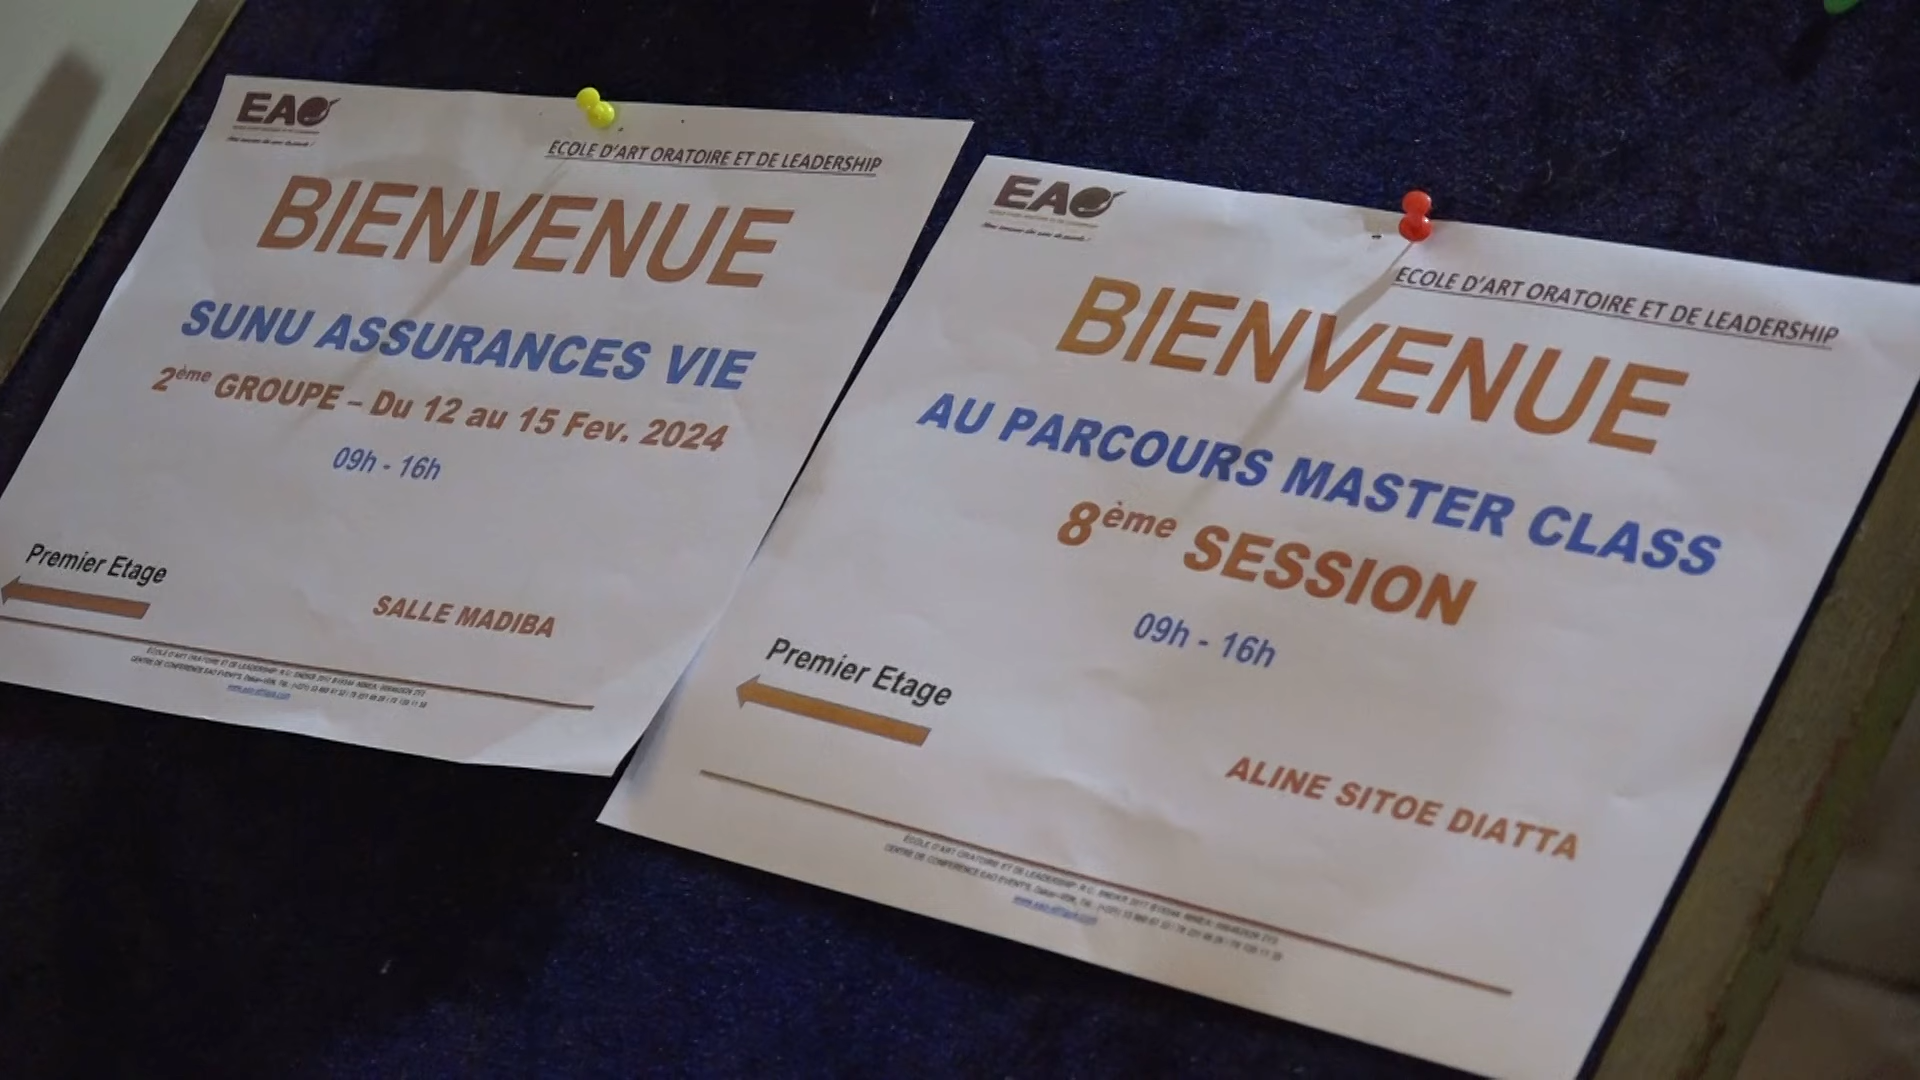 EAO
ECOLE D'ART ORATOIRE ET DE LEADERSHIP
BIENVENUE
SUNU ASSURANCES VIE
2ème GROUPE – Du 12 au 15 Fev. 2024
09h - 16h
Premier Etage
SALLE MADIBA
EAO
ECOLE D'ART ORATOIRE ET DE LEADERSHIP
BIENVENUE
AU PARCOURS MASTER CLASS
8ème SESSION
09h - 16h
Premier Etage
ALINE SITOE DIATTA